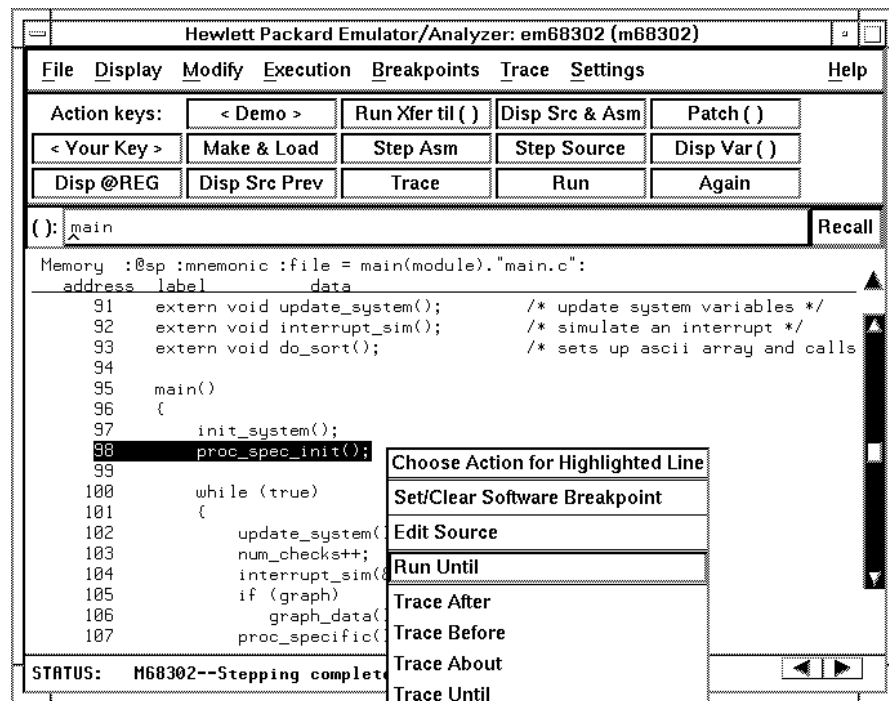 Hewlett Packard Emulator/Analyzer: em68302 (m68302)
File Display Modify Execution Breakpoints Trace Settings Help
Action keys: < Demo > Run Xfer til ( ) Disp Src & Asm Patch ( )
< Your Key > Make & Load Step Asm Step Source Disp Var ( )
Disp @REG Disp Src Prev Trace Run Again
( ): main Recall
Memory :@sp :mnemonic :file = main(module)."main.c":
address label data
91 extern void update_system(); /* update system variables */
92 extern void interrupt_sim(); /* simulate an interrupt */
93 extern void do_sort(); /* sets up ascii array and calls
94
95 main()
96 {
97 init_system();
98 proc_spec_init();
Choose Action for Highlighted Line
99
Set/Clear Software Breakpoint
100 while (true)
101 {
102 update_system(
Edit Source
103 num_checks++;
104 interrupt_sim(&
Run Until
105 if (graph)
Trace After
106 graph_data(
107 proc_specific(
Trace Before
Trace About
STATUS: M68302--Stepping complete
Trace Until